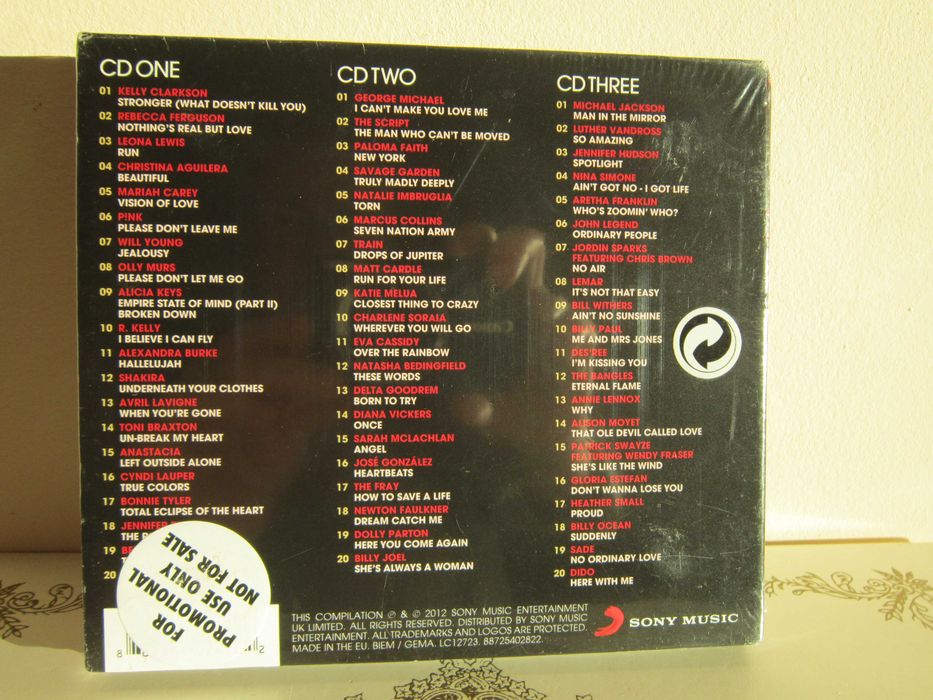 CD ONE
01 KELLY CLARKSON
STRONGER (WHAT DOESN'T KILL YOU)
02 REBECCA FERGUSON
NOTHING'S REAL BUT LOVE
03 LEONA LEWIS
RUN
04 CHRISTINA AGUILERA
BEAUTIFUL
05 MARIAH CAREY
VISION OF LOVE
06 P!NK
PLEASE DON'T LEAVE ME
07 WILL YOUNG
JEALOUSY
08 OLLY MURS
PLEASE DON'T LET ME GO
09 ALICIA KEYS
EMPIRE STATE OF MIND (PART II)
BROKEN DOWN
10 R. KELLY
I BELIEVE I CAN FLY
11 ALEXANDRA BURKE
HALLELUJAH
12 SHAKIRA
UNDERNEATH YOUR CLOTHES
13 AVRIL LAVIGNE
WHEN YOU'RE GONE
14 TONI BRAXTON
UN-BREAK MY HEART
15 ANASTACIA
LEFT OUTSIDE ALONE
16 CYNDI LAUPER
TRUE COLORS
17 BONNIE TYLER
TOTAL ECLIPSE OF THE HEART
18 JENNIFER
19
20
CD TWO
01 GEORGE MICHAEL
I CAN'T MAKE YOU LOVE ME
02 THE SCRIPT
THE MAN WHO CAN'T BE MOVED
03 PALOMA FAITH
NEW YORK
04 SAVAGE GARDEN
TRULY MADLY DEEPLY
05 NATALIE IMBRUGLIA
TORN
06 MARCUS COLLINS
SEVEN NATION ARMY
07 TRAIN
DROPS OF JUPITER
08 MATT CARDLE
RUN FOR YOUR LIFE
09 KATIE MELUA
CLOSEST THING TO CRAZY
10 CHARLENE SORAIA
WHEREVER YOU WILL GO
11 EVA CASSIDY
OVER THE RAINBOW
12 NATASHA BEDINGFIELD
THESE WORDS
13 DELTA GOODREM
BORN TO TRY
14 DIANA VICKERS
ONCE
15 SARAH MCLACHLAN
ANGEL
16 JOSÉ GONZÁLEZ
HEARTBEATS
17 THE FRAY
HOW TO SAVE A LIFE
18 NEWTON FAULKNER
DREAM CATCH ME
19 DOLLY PARTON
HERE YOU COME AGAIN
20 BILLY JOEL
SHE'S ALWAYS A WOMAN
CD THREE
01 MICHAEL JACKSON
MAN IN THE MIRROR
02 LUTHER VANDROSS
SO AMAZING
03 JENNIFER HUDSON
SPOTLIGHT
04 NINA SIMONE
AIN'T GOT NO - I GOT LIFE
05 ARETHA FRANKLIN
WHO'S ZOOMIN' WHO?
06 JOHN LEGEND
ORDINARY PEOPLE
07 JORDIN SPARKS
FEATURING CHRIS BROWN
NO AIR
08 LEMAR
IT'S NOT THAT EASY
09 BILL WITHERS
AIN'T NO SUNSHINE
10 BILLY PAUL
ME AND MRS JONES
11 DES'REE
I'M KISSING YOU
12 THE BANGLES
ETERNAL FLAME
13 ANNIE LENNOX
WHY
14 ALISON MOYET
THAT OLE DEVIL CALLED LOVE
15 PATRICK SWAYZE
FEATURING WENDY FRASER
SHE'S LIKE THE WIND
16 GLORIA ESTEFAN
DON'T WANNA LOSE YOU
17 HEATHER SMALL
PROUD
18 BILLY OCEAN
SUDDENLY
19 SADE
NO ORDINARY LOVE
20 DIDO
HERE WITH ME
FOR
PROMOTIONAL
USE ONLY
NOT FOR SALE
8 2
THIS COMPILATION ℗ & © 2012 SONY MUSIC ENTERTAINMENT
UK LIMITED. ALL RIGHTS RESERVED. DISTRIBUTED BY SONY MUSIC
ENTERTAINMENT. ALL TRADEMARKS AND LOGOS ARE PROTECTED.
MADE IN THE EU. BIEM / GEMA. LC12723. 88725402822.
SONY MUSIC